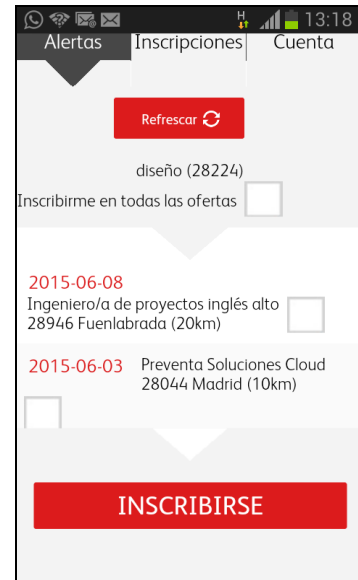 H 13:18
Alertas Inscripciones Cuenta
Refrescar
diseño (28224)
Inscribirme en todas las ofertas
2015-06-08
Ingeniero/a de proyectos inglés alto
28946 Fuenlabrada (20km)
2015-06-03 Preventa Soluciones Cloud
28044 Madrid (10km)
INSCRIBIRSE